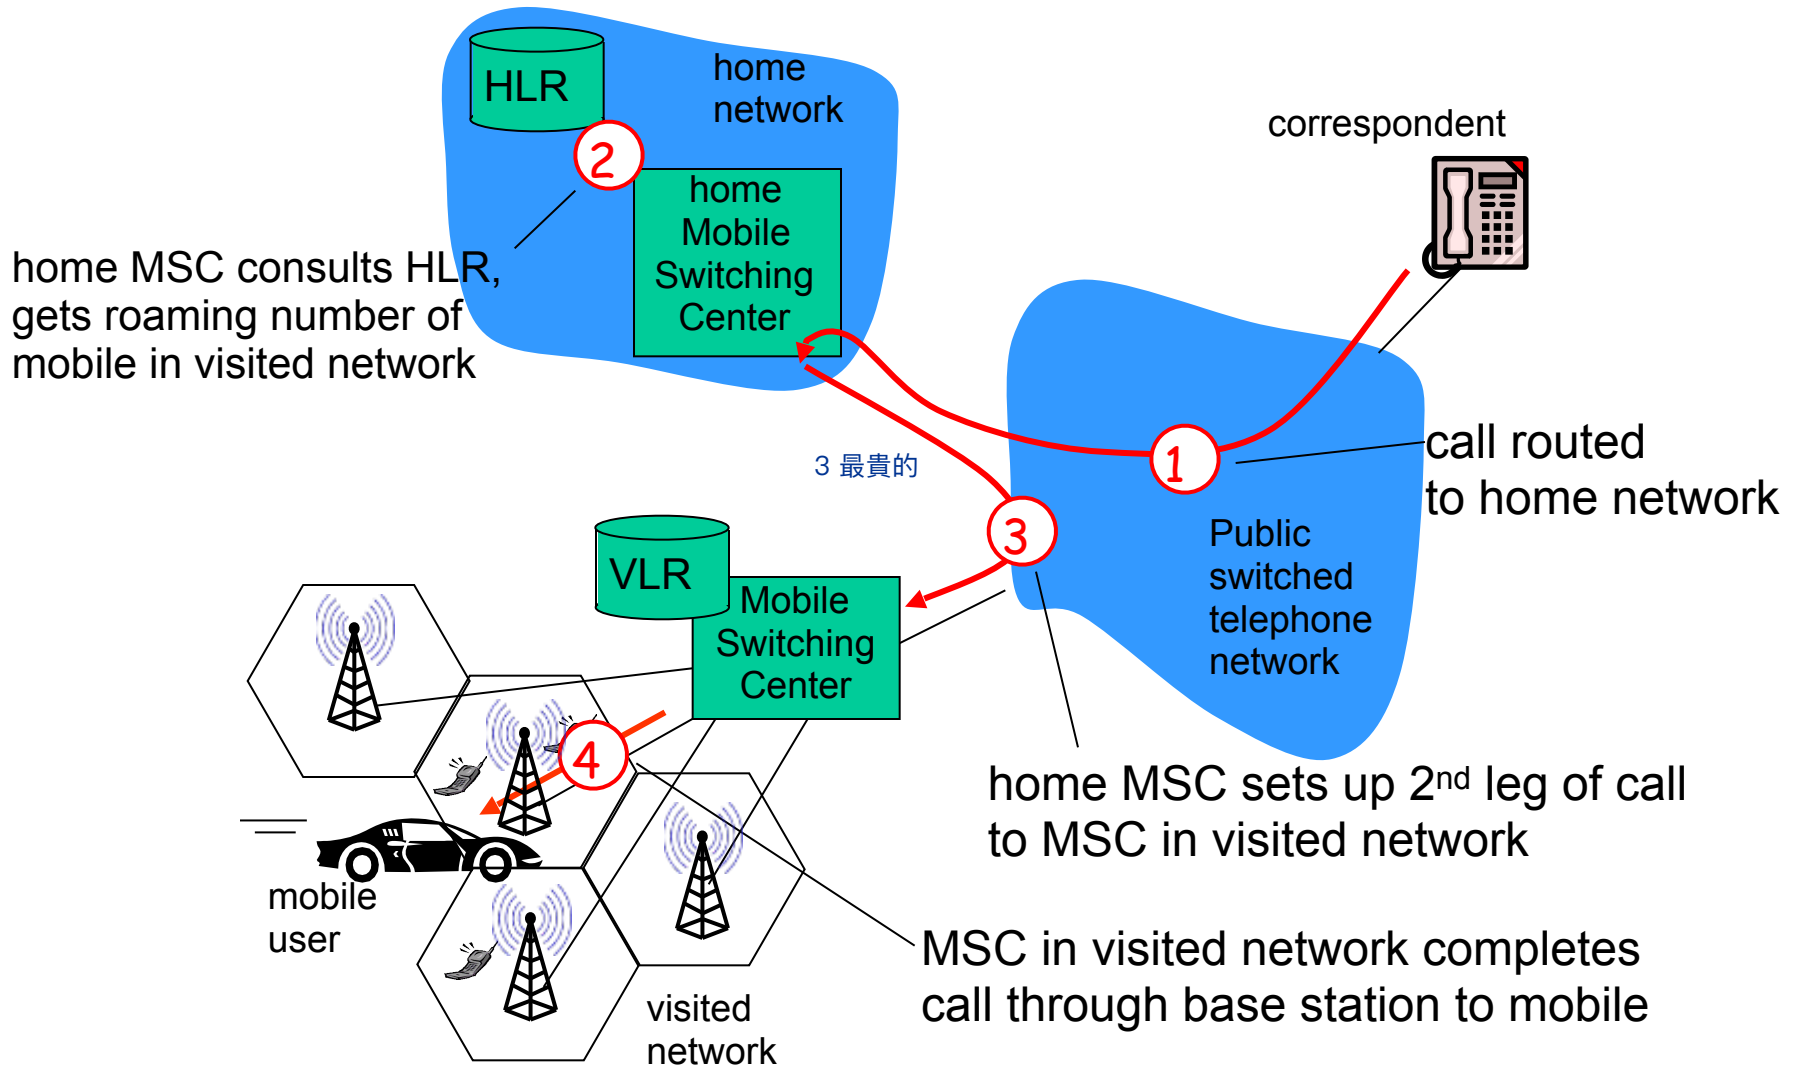 HLR
home
network
correspondent
2
home
Mobile
Switching
Center
home MSC consults HLR,
gets roaming number of
mobile in visited network
1
call routed
to home network
3 最貴的
3
Public
switched
telephone
network
VLR
Mobile
Switching
Center
4
home MSC sets up 2nd leg of call
to MSC in visited network
mobile
user
MSC in visited network completes
call through base station to mobile
visited
network